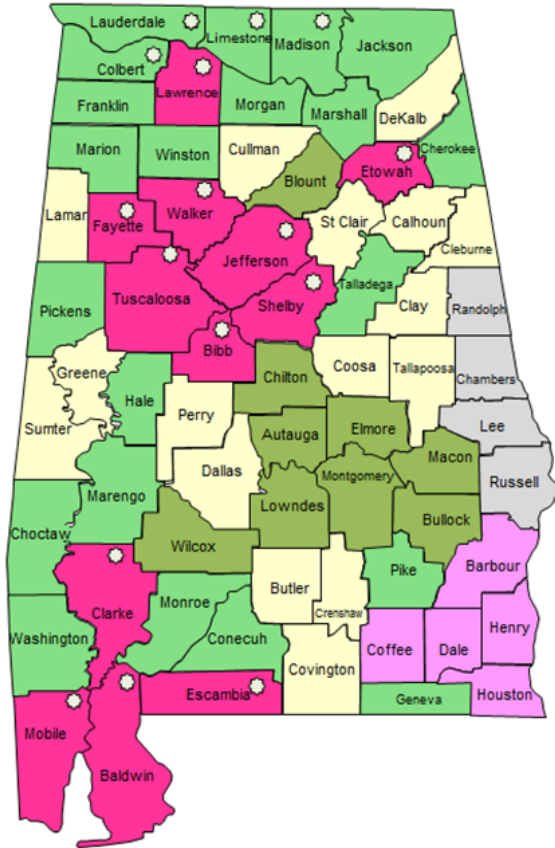 Lauderdale
Limestone
Madison
Jackson
Colbert
Lawrence
Franklin
Morgan
Marshall
DeKalb
Cherokee
Marion
Winston
Cullman
Blount
Etowah
Lamar
Fayette
Walker
Jefferson
St Clair
Calhoun
Cleburne
Pickens
Tuscaloosa
Shelby
Talladega
Clay
Randolph
Bibb
Greene
Hale
Perry
Chilton
Coosa
Tallapoosa
Chambers
Sumter
Autauga
Elmore
Lee
Macon
Dallas
Montgomery
Russell
Marengo
Lowndes
Bullock
Choctaw
Wilcox
Butler
Crenshaw
Pike
Barbour
Clarke
Monroe
Washington
Conecuh
Covington
Coffee
Dale
Henry
Escambia
Geneva
Houston
Mobile
Baldwin